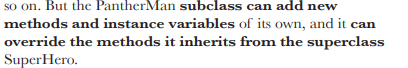 so on. But the PantherMan subclass can add new
methods and instance variables of its own, and it can
override the methods it inherits from the superclass
SuperHero.